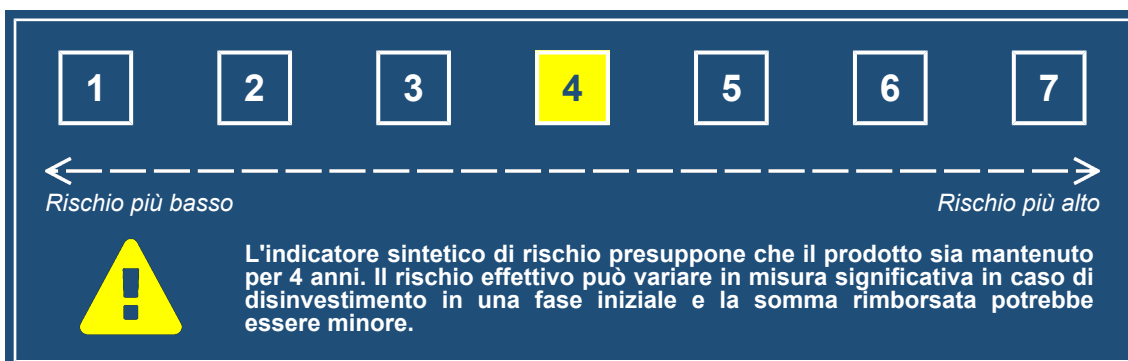 1 2 3 4 5 6 7
Rischio più basso Rischio più alto
L'indicatore sintetico di rischio presuppone che il prodotto sia mantenuto
per 4 anni. Il rischio effettivo può variare in misura significativa in caso di
disinvestimento in una fase iniziale e la somma rimborsata potrebbe
essere minore.